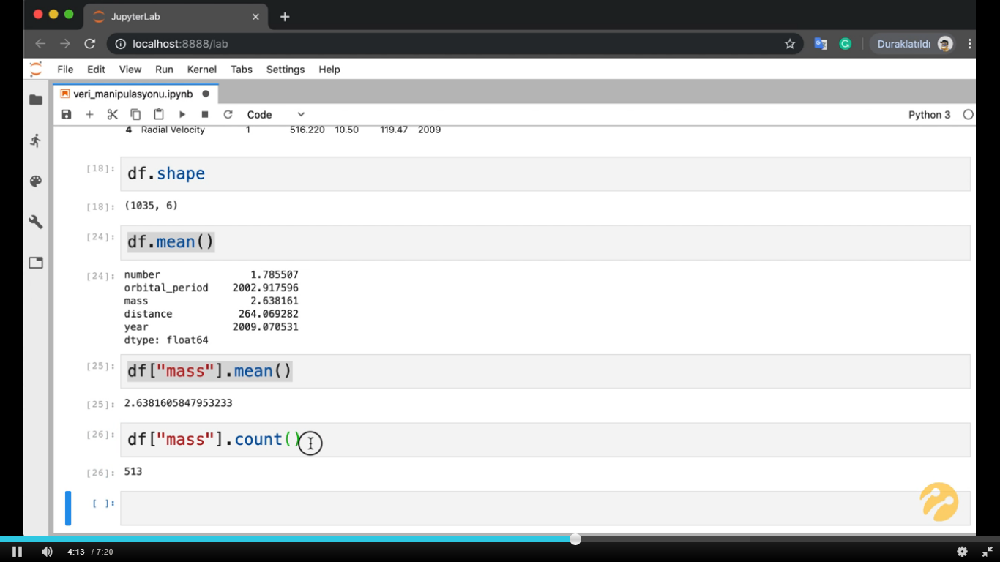 JupyterLab
localhost:8888/lab
Duraklatıldı
File Edit View Run Kernel Tabs Settings Help
veri_manipulasyonu.ipynb
Code
Python 3
4 Radial Velocity 1 516.220 10.50 119.47 2009
[18]: df.shape
[18]: (1035, 6)
[24]: df.mean()
[24]: number 1.785507
orbital_period 2002.917596
mass 2.638161
distance 264.069282
year 2009.070531
dtype: float64
[25]: df["mass"].mean()
[25]: 2.6381605847953233
[26]: df["mass"].count()
[26]: 513
[ ]:
4:13 / 7:20